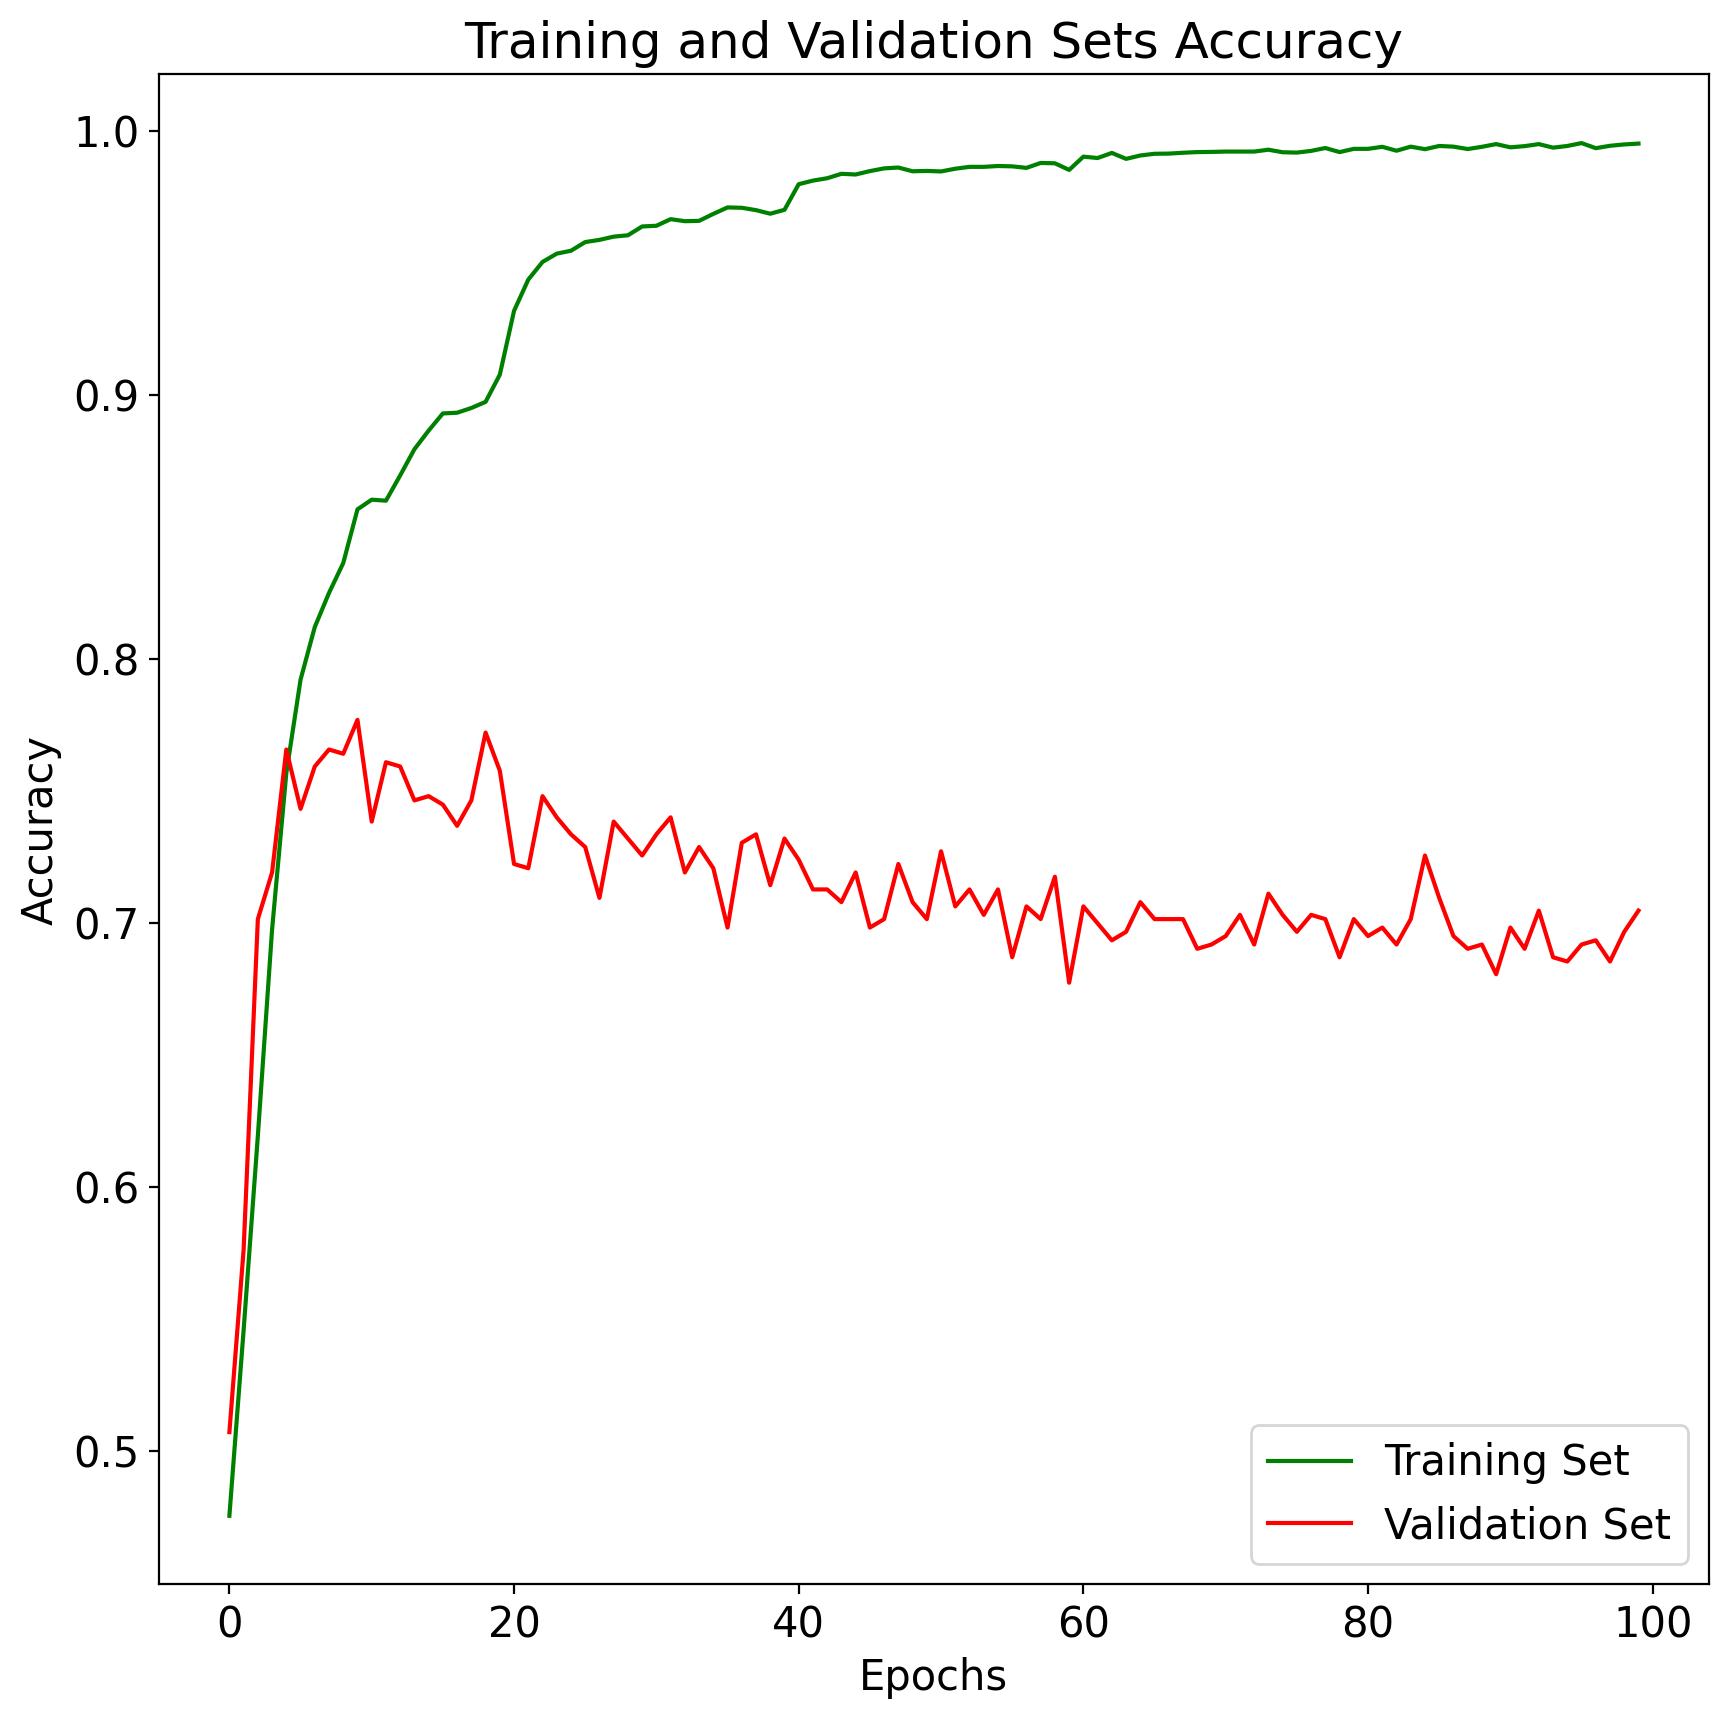 Training and Validation Sets Accuracy
1.0
0.9
0.8
0.7
0.6
0.5
Accuracy
0 20 40 60 80 100
Epochs
Training Set
Validation Set